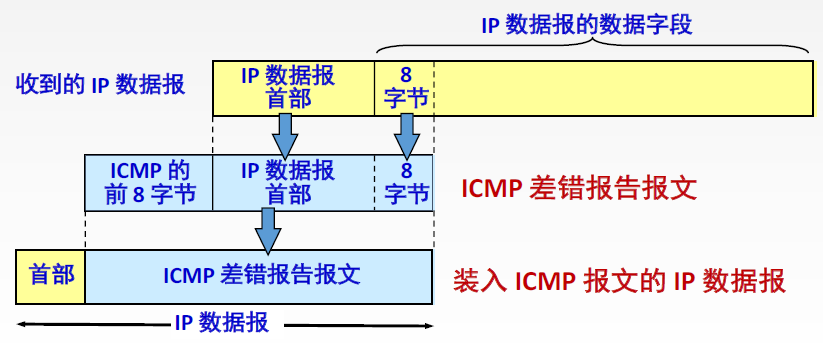 IP 数据报的数据字段
收到的 IP 数据报
IP 数据报
首部
8
字节
ICMP 的
前 8 字节
IP 数据报
首部
8
字节
ICMP 差错报告报文
首部
ICMP 差错报告报文
装入 ICMP 报文的 IP 数据报
IP 数据报